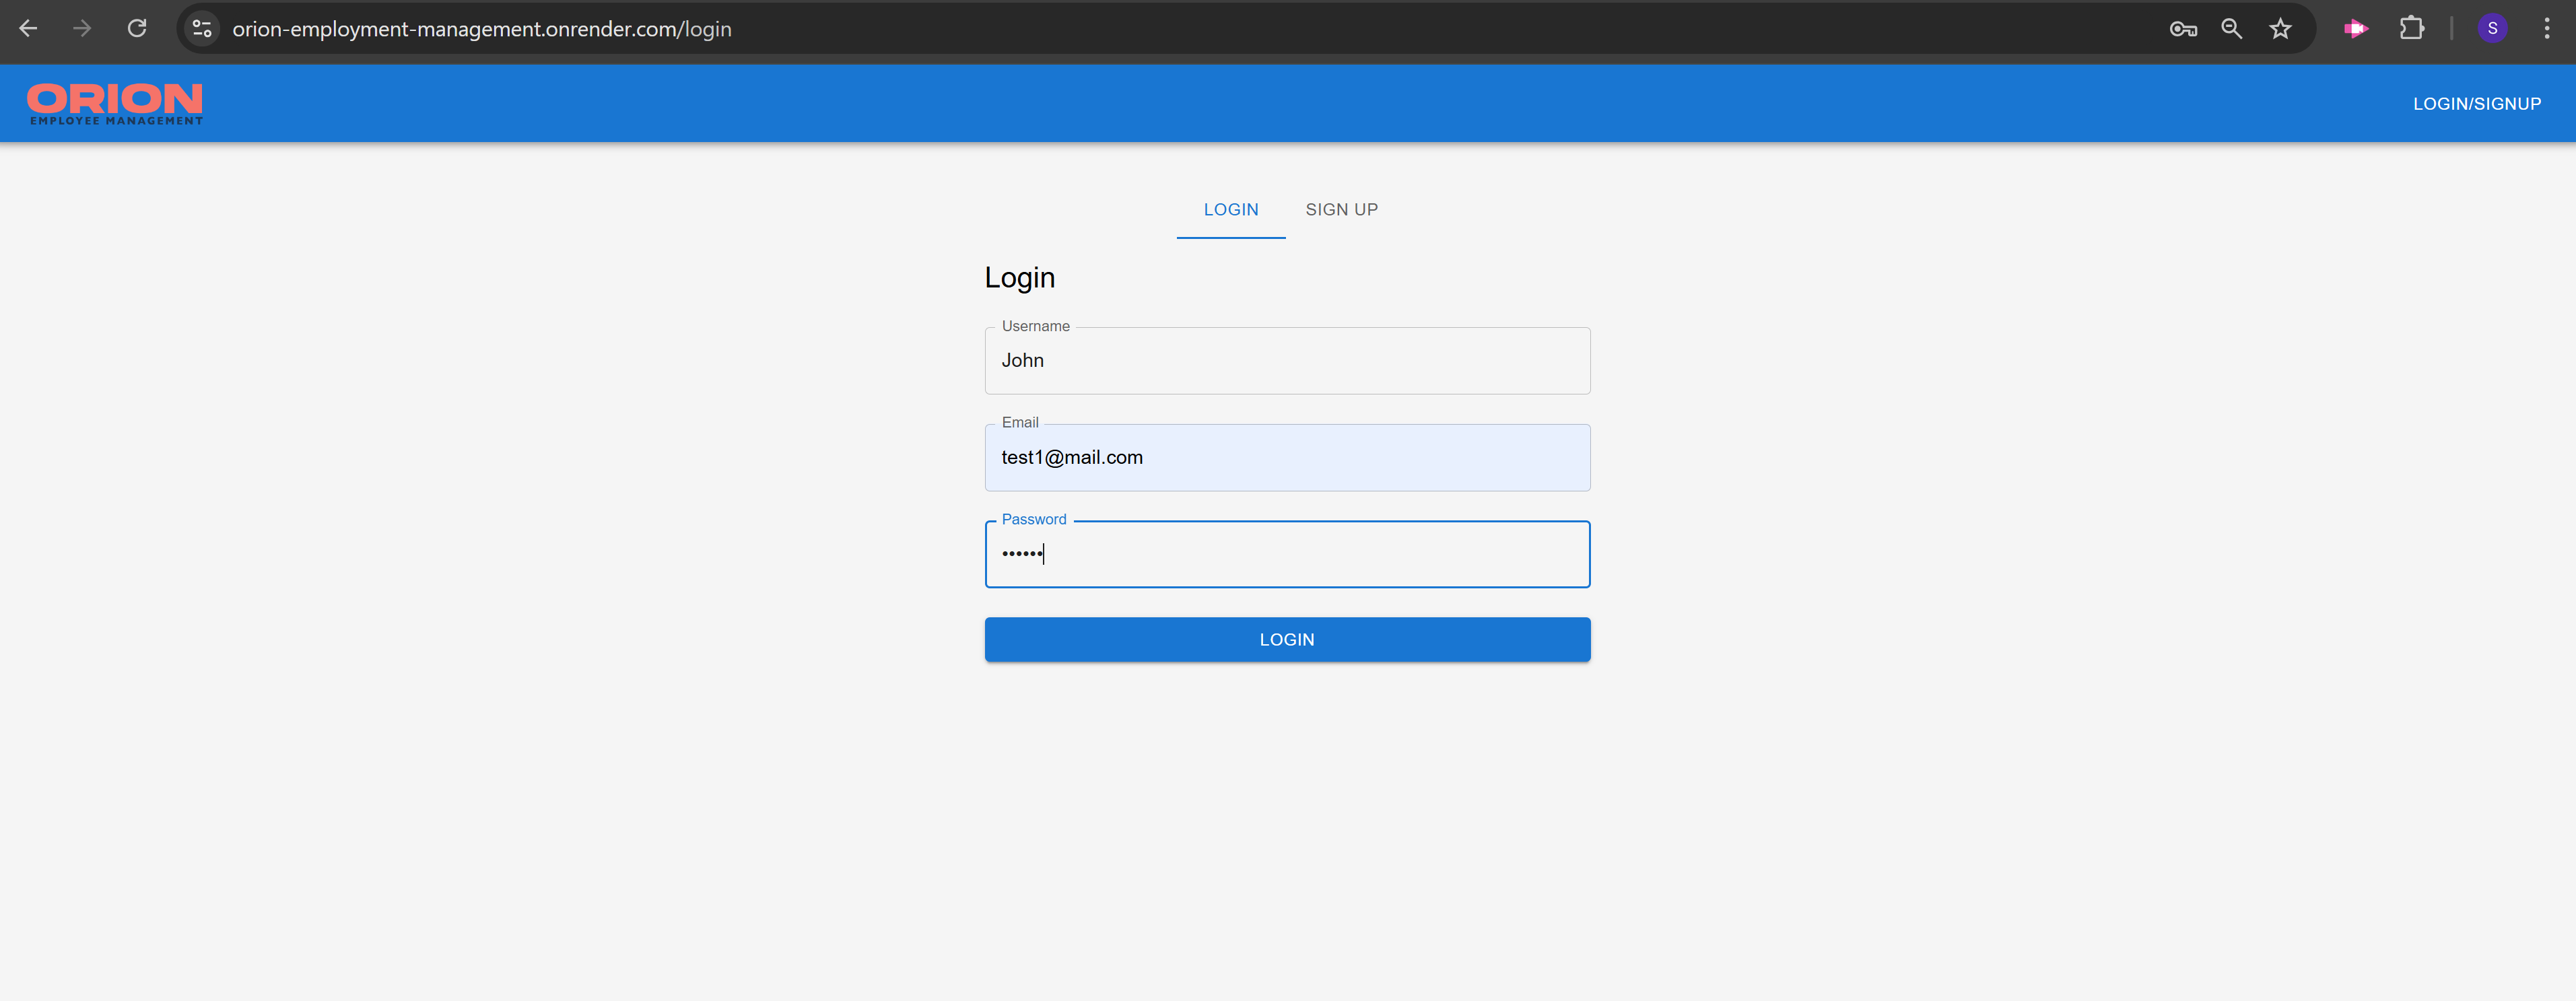 orion-employment-management.onrender.com/login
S
ORION
EMPLOYEE MANAGEMENT
LOGIN/SIGNUP
LOGIN SIGN UP
Login
Username
John
Email
test1@mail.com
Password
••••••
LOGIN